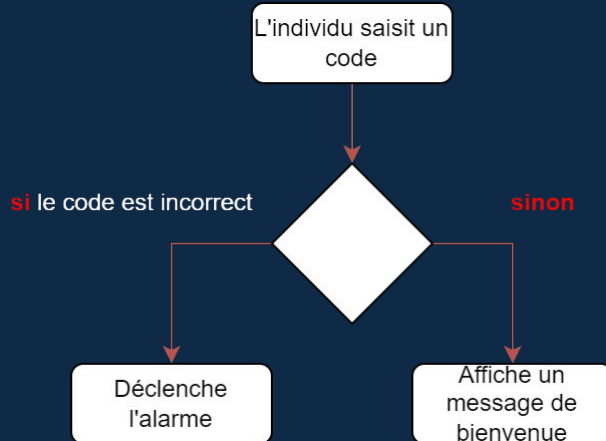 L'individu saisit un
code
si le code est incorrect
sinon
Déclenche
l'alarme
Affiche un
message de
bienvenue